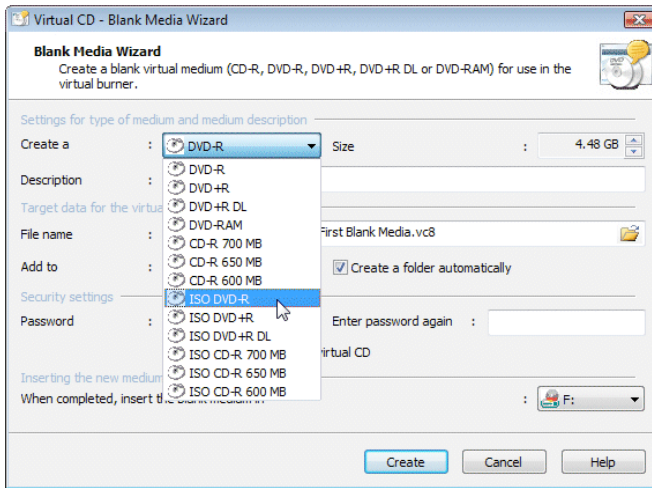 Virtual CD - Blank Media Wizard
Blank Media Wizard
Create a blank virtual medium (CD-R, DVD-R, DVD+R, DVD+R DL or DVD-RAM) for use in the
virtual burner.
Settings for type of medium and medium description
Create a : DVD-R Size : 4.48 GB
DVD-R
Description : DVD+R
DVD+R DL
Target data for the virtua
DVD-RAM
File name : CD-R 700 MB First Blank Media.vc8
CD-R 650 MB
Add to : Create a folder automatically
CD-R 600 MB
Security settings ISO DVD-R
Password : ISO DVD+R Enter password again :
ISO DVD+R DL
ISO CD-R 700 MB virtual CD
ISO CD-R 650 MB
Inserting the new medium
When completed, insert ISO CD-R 600 MB : F:
Create Cancel Help